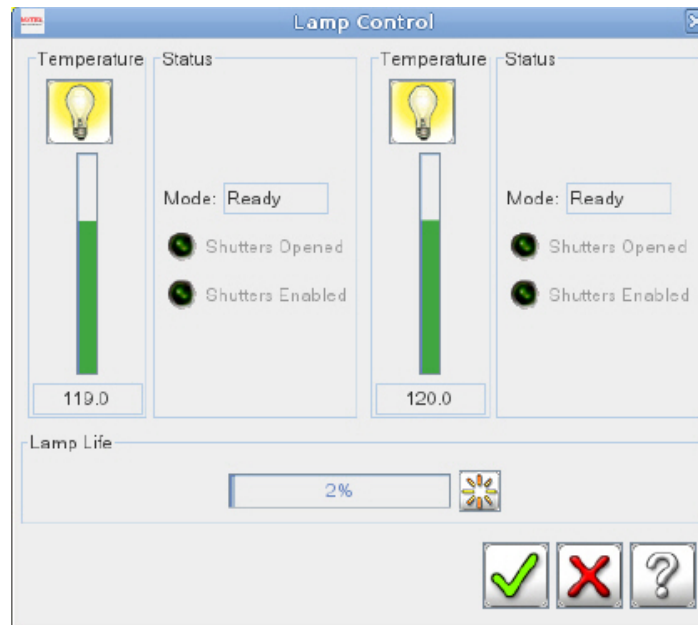 Lamp Control
Temperature
Status
Mode: Ready
Shutters Opened
Shutters Enabled
119.0
Temperature
Status
Mode: Ready
Shutters Opened
Shutters Enabled
120.0
Lamp Life
2%